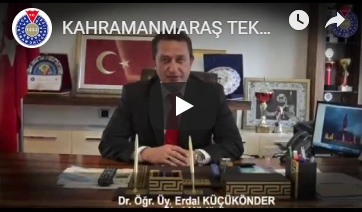 KAHRAMANMARAŞ TEK...
Dr. Öğr. Üy. Erdal KÜÇÜKÖNDER